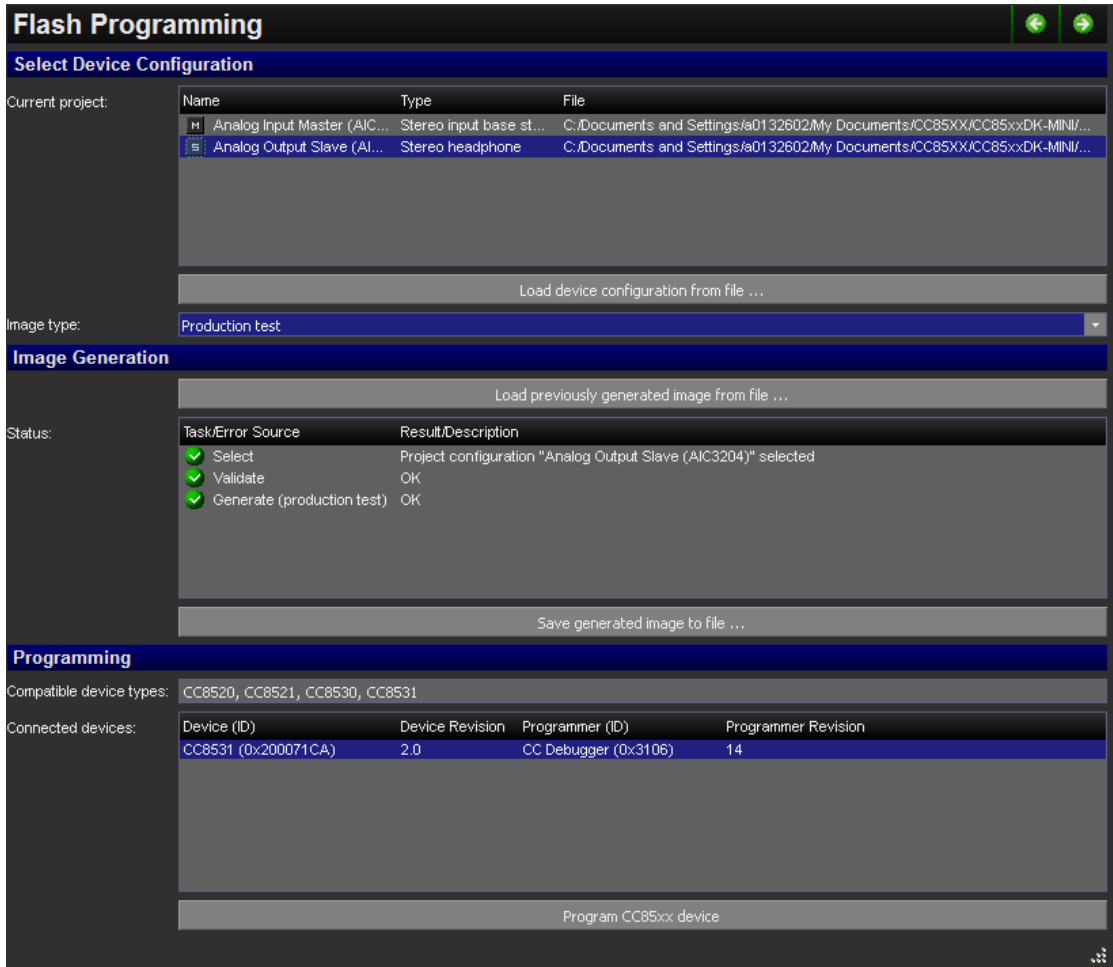 Flash Programming
Select Device Configuration
Current project:
Name Type File
M Analog Input Master (AIC... Stereo input base st... C:/Documents and Settings/a0132602/My Documents/CC85XX/CC85xxDK-MINI/...
S Analog Output Slave (AI... Stereo headphone C:/Documents and Settings/a0132602/My Documents/CC85XX/CC85xxDK-MINI/...
Load device configuration from file ...
Image type: Production test
Image Generation
Load previously generated image from file ...
Status:
Task/Error Source Result/Description
Select Project configuration "Analog Output Slave (AIC3204)" selected
Validate OK
Generate (production test) OK
Save generated image to file ...
Programming
Compatible device types: CC8520, CC8521, CC8530, CC8531
Connected devices:
Device (ID) Device Revision Programmer (ID) Programmer Revision
CC8531 (0x200071CA) 2.0 CC Debugger (0x3106) 14
Program CC85xx device